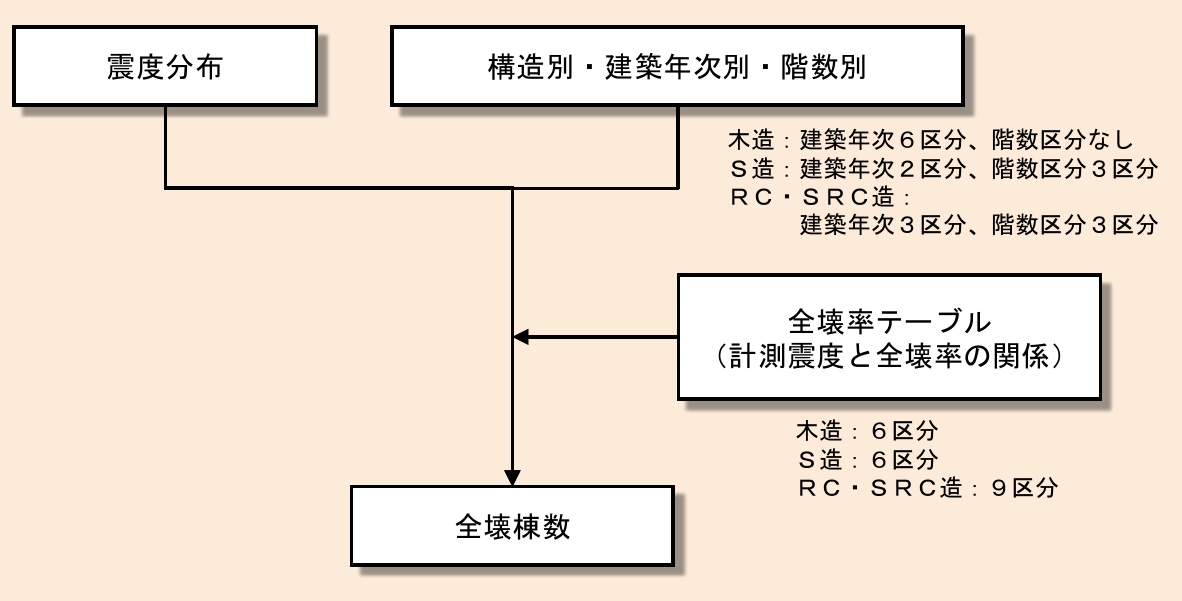 震度分布
構造別・建築年次別・階数別
木造：建築年次６区分、階数区分なし
Ｓ造：建築年次２区分、階数区分３区分
ＲＣ・ＳＲＣ造：
建築年次３区分、階数区分３区分
全壊率テーブル
（計測震度と全壊率の関係）
木造：６区分
Ｓ造：６区分
ＲＣ・ＳＲＣ造：９区分
全壊棟数